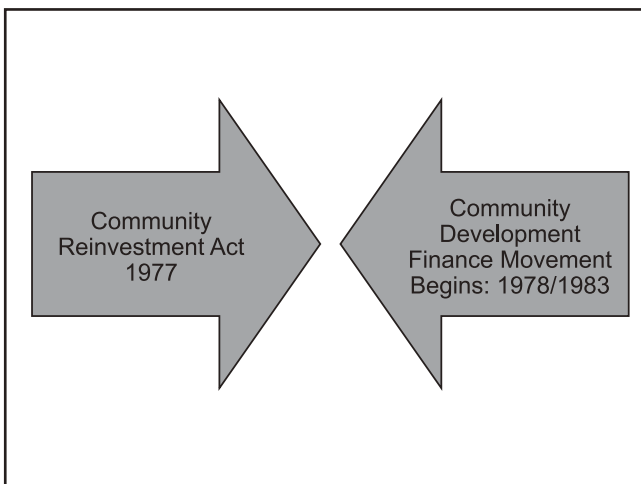 Community
Reinvestment Act
1977
Community
Development
Finance Movement
Begins: 1978/1983